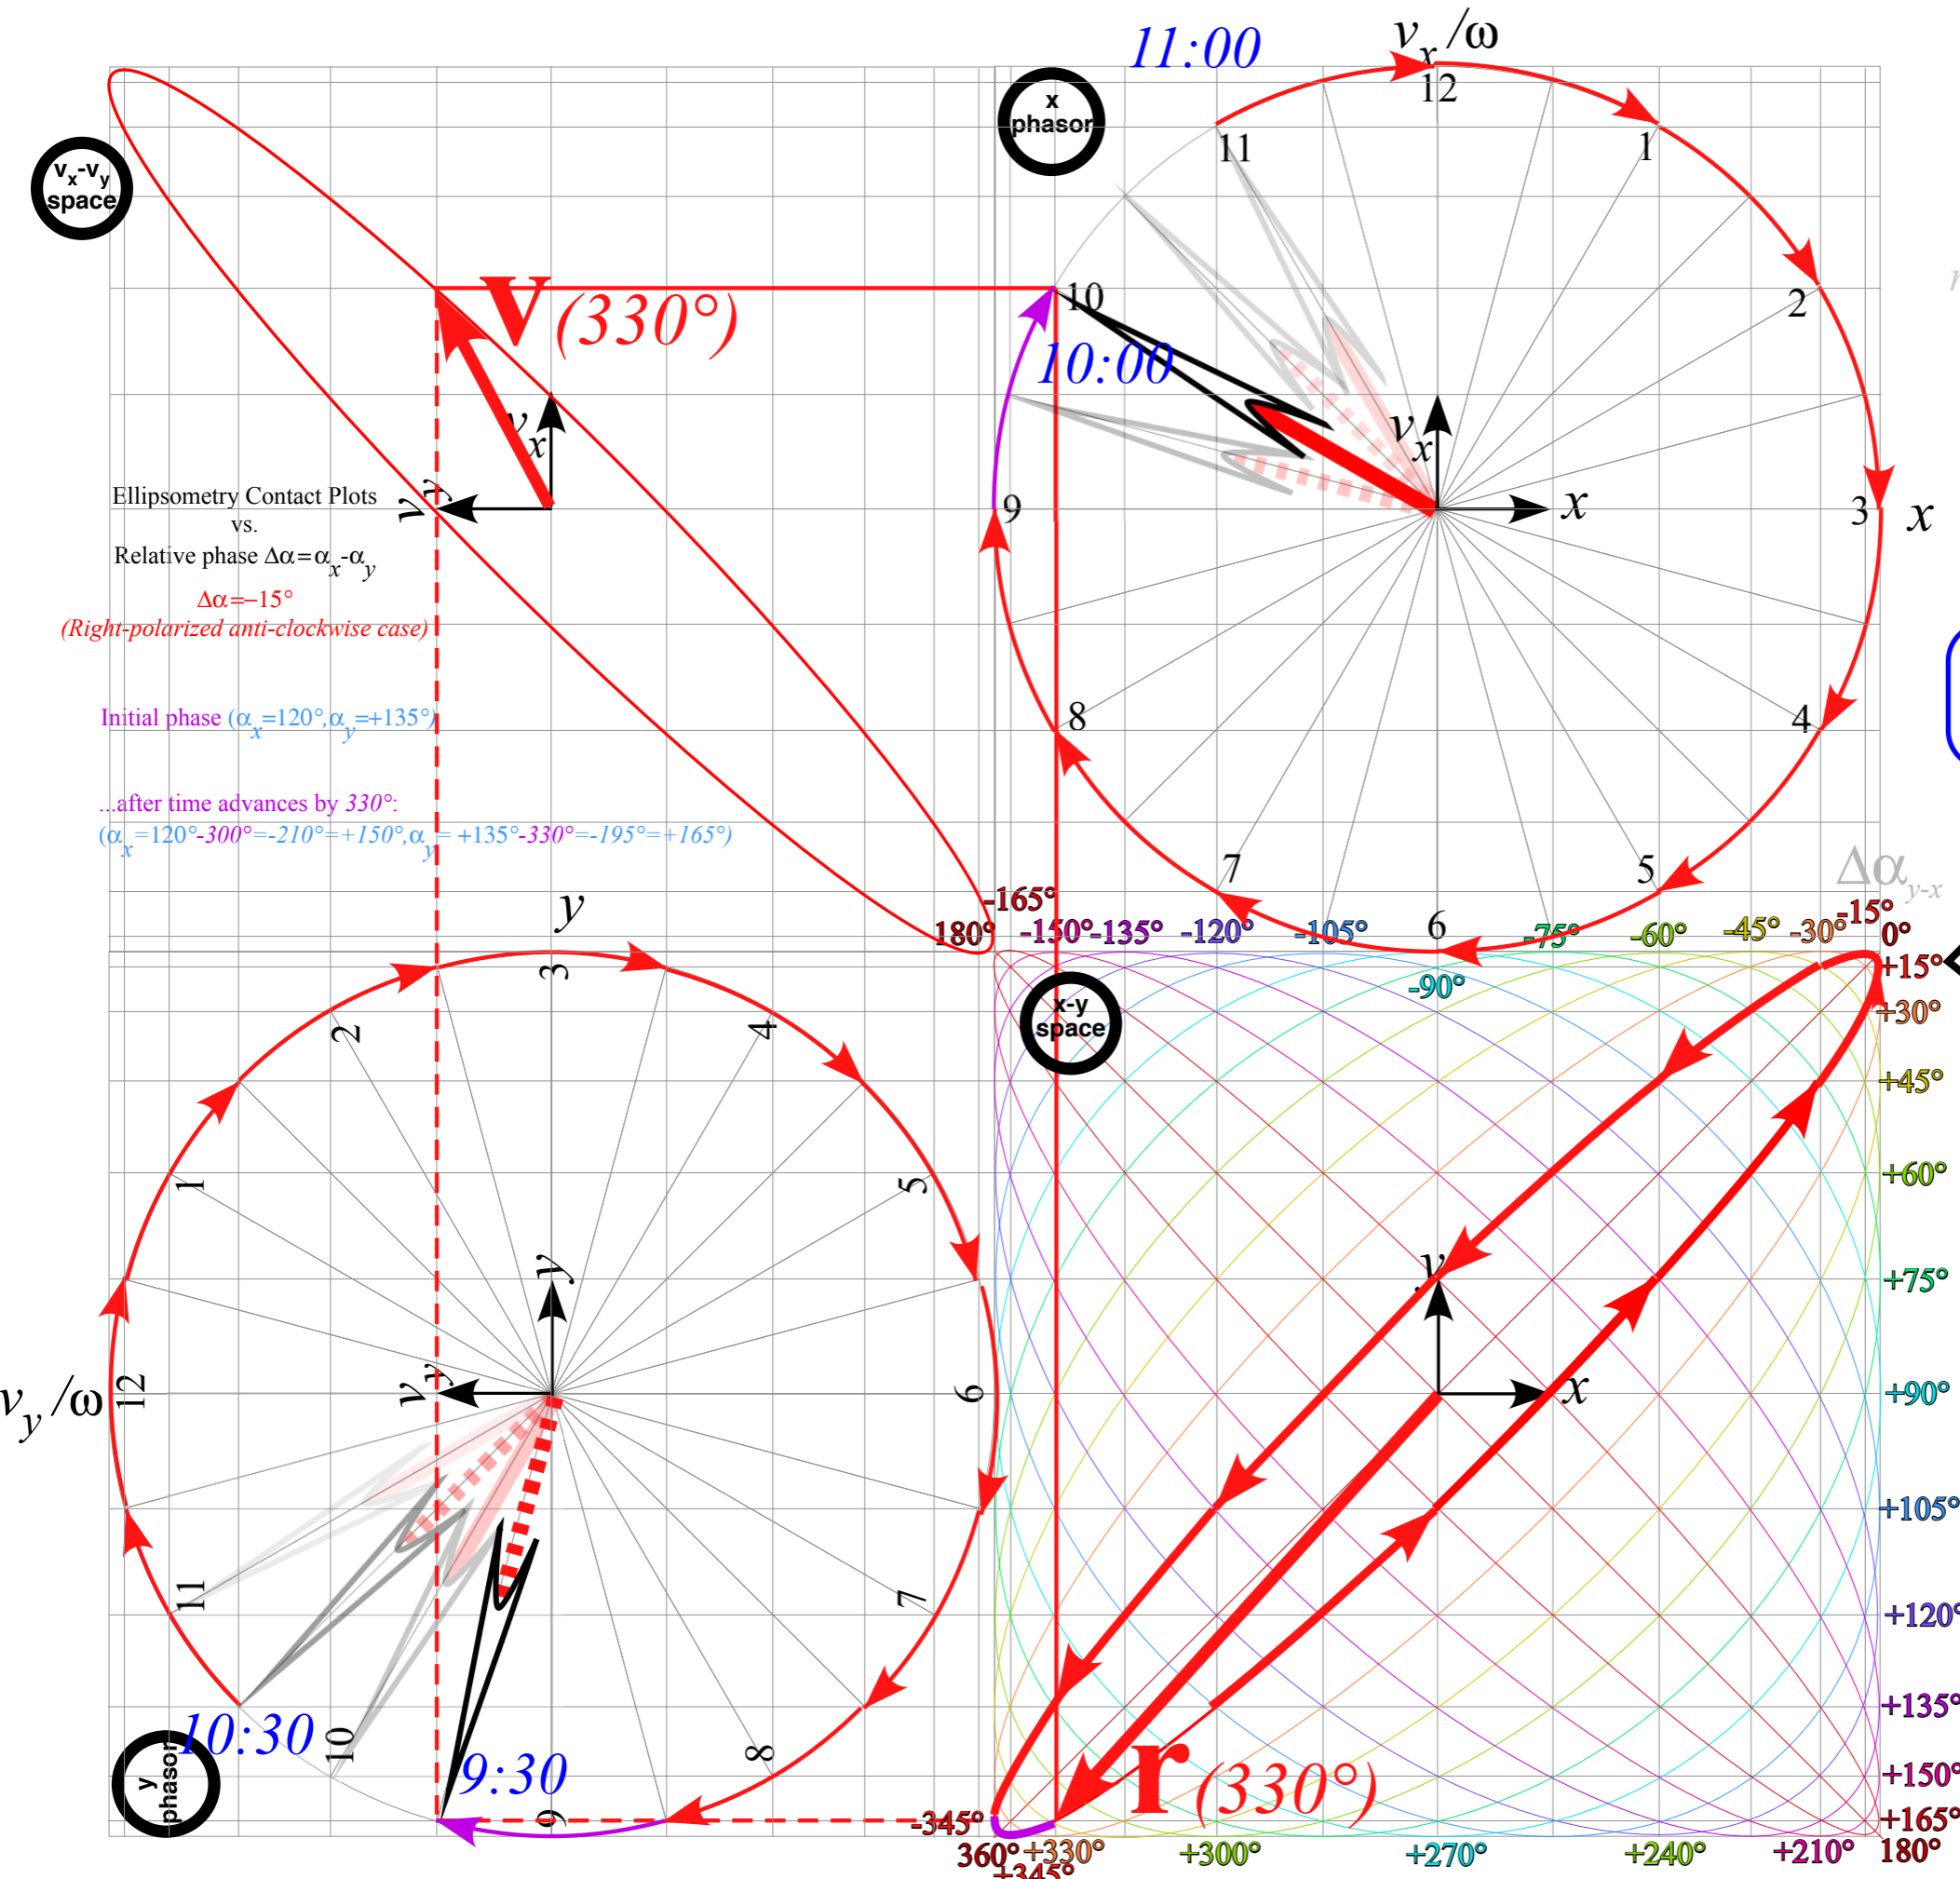 v_x/ω
11:00
x
phasor
12
11
1
v_x-v_y
space
10
2
v (330°)
10:00
v_x
v_x
v_y
x
9
3
x
Ellipsometry Contact Plots
vs.
Relative phase Δα=α_x-α_y
Δα=−15°
(Right-polarized anti-clockwise case)
Initial phase (α_x=120°,α_y=+135°)
8
4
...after time advances by 330°:
(α_x=120°-300°=-210°=+150°,α_y= +135°-330°=-195°=+165°)
7
5
Δα_y-x
y
6
-165°
-15°
180°
-150°
-135°
-120°
-105°
-75°
-60°
-45°
-30°
0°
-90°
+15°
x-y
space
+30°
3
2
4
+45°
1
5
+60°
y
y
+75°
v_y/ω
12
v_y
6
x
+90°
+105°
11
7
+120°
10:30
10
9:30
8
+135°
y
phasor
r (330°)
+150°
9
-345°
+165°
360°
+330°
+300°
+270°
+240°
+210°
180°
+345°